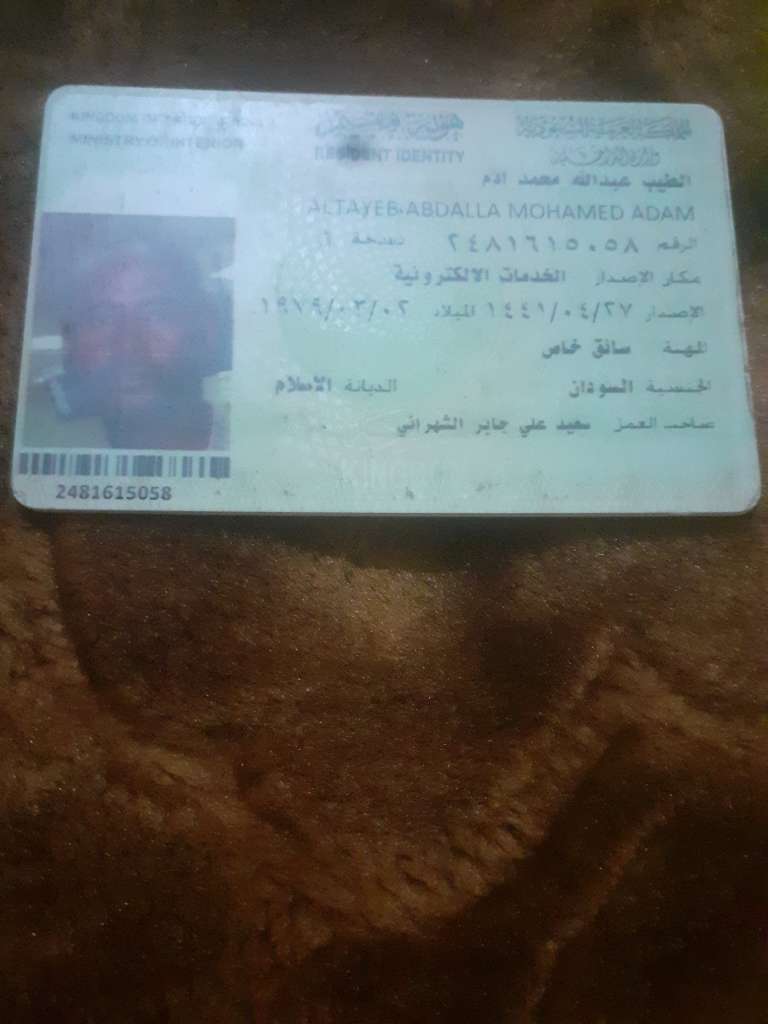 KINGDOM OF SAUDI ARABIA
MINISTRY OF INTERIOR
هوية مقيم
RESIDENT IDENTITY
المملكة العربية السعودية
وزارة الداخلية
الطيب عبدالله محمد ادم
ALTAYEB ABDALLA MOHAMED ADAM
الرقم ٢٤٨١٦١٥٠٥٨ نسخة
مكان الإصدار الخدمات الالكترونية
الإصدار ١٤٤١/٠٤/٢٧ الميلاد ١٩٧٩/٠٣/٠٢
المهنة سائق خاص
الجنسية السودان الديانة الاسلام
صاحب العمل سعيد علي جابر الشهراني
2481615058